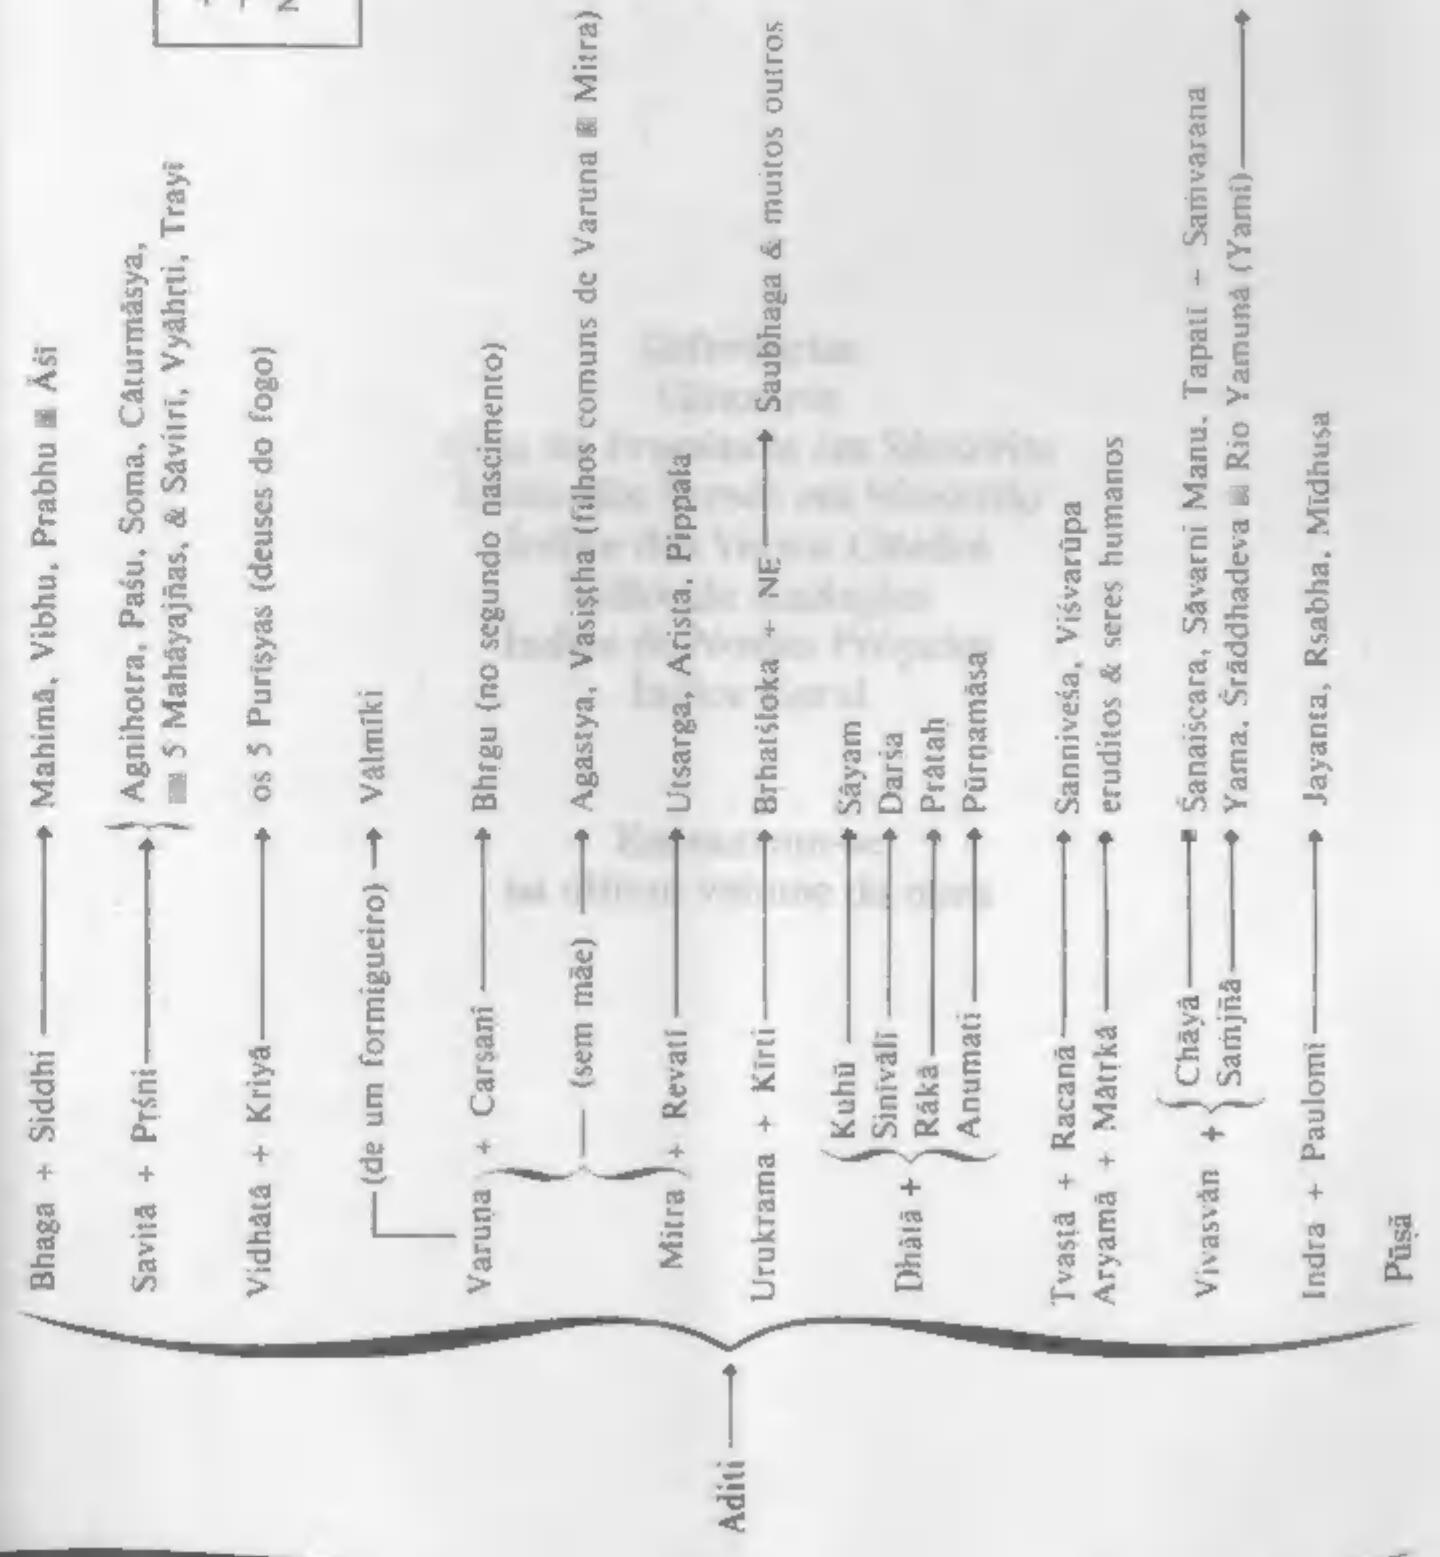 Aditi
Bhaga + Siddhi → Mahimā, Vibhu, Prabhu & Āśī
Savitā + Pṛśni → Agnihotra, Paśu, Soma, Cāturmāsya,
5 Mahāyajñas, & Sāvitrī, Vyāhṛti, Trayī
Vidhātā + Kriyā → os 5 Purīṣyas (deuses do fogo)
(de um formigueiro) → Vālmīki
Varuṇa + Carṣaṇī → Bhṛgu (no segundo nascimento)
(sem mãe) → Agastya, Vasiṣṭha (filhos comuns de Varuṇa & Mitra)
Mitra + Revatī → Utsarga, Ariṣṭa, Pippala
Urukrama + Kīrti → Bṛhatśloka + NE → Saubhaga & muitos outros
Dhātā +
Kuhū → Sāyam
Sinīvālī → Darśa
Rākā → Prātaḥ
Anumati → Pūrṇamāsa
Tvaṣṭā + Racanā → Sanniveśa, Viśvarūpa
Aryamā + Mātṛkā → eruditos & seres humanos
Vivasvān +
Chāyā → Śanaiścara, Sāvarṇi Manu, Tapatī + Saṁvaraṇa
Saṁjñā → Yama, Śrāddhadeva & Rio Yamunā (Yamī) →
Indra + Paulomī → Jayanta, Ṛṣabha, Mīdhuṣa
Pūṣā